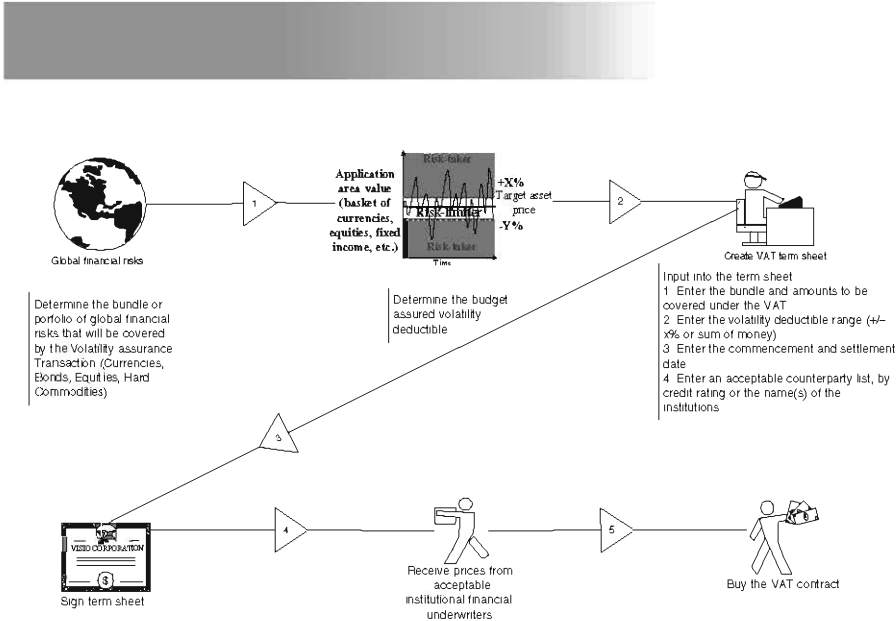 Risk-taker
Application
area value
(basket of
currencies,
equities, fixed
income, etc.)
+X%
Target asset
price
-Y%
Risk-limiter
Risk-taker
Time
1
2
Global financial risks
Create VAT term sheet
Determine the bundle or
porfolio of global financial
risks that will be covered
by the Volatility assurance
Transaction (Currencies,
Bonds, Equities, Hard
Commodities)
Determine the budget
assured volatility
deductible
Input into the term sheet
1 Enter the bundle and amounts to be
covered under the VAT
2 Enter the volatility deductible range (+/–
x% or sum of money)
3 Enter the commencement and settlement
date
4 Enter an acceptable counterparty list, by
credit rating or the name(s) of the
institutions
3
VISIO CORPORATION
$
4
5
Sign term sheet
Receive prices from
acceptable
institutional financial
underwriters
Buy the VAT contract